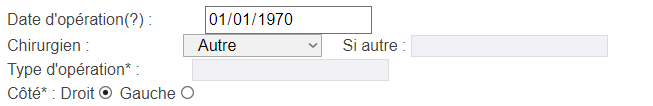 Date d'opération(?) : 01/01/1970
Chirurgien : Autre Si autre :
Type d'opération* :
Côté* : Droit Gauche